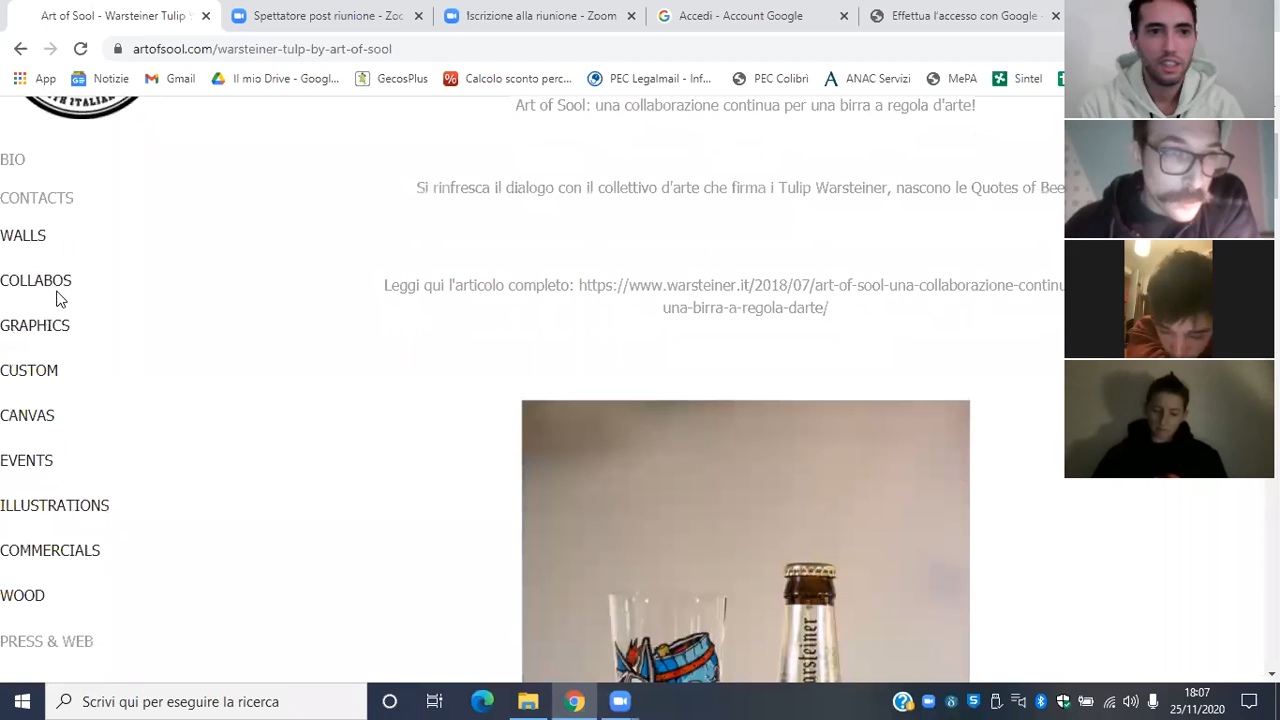 Art of Sool - Warsteiner Tulip
Spettatore post riunione - Zoo
Iscrizione alla riunione - Zoom
Accedi - Account Google
Effettua l'accesso con Google -
artofsool.com/warsteiner-tulp-by-art-of-sool
App
Notizie
Gmail
Il mio Drive - Googl...
GecosPlus
Calcolo sconto perc...
PEC Legalmail - Inf...
PEC Colibrì
ANAC Servizi
MePA
Sintel
Art of Sool: una collaborazione continua per una birra a regola d'arte!
BIO
Si rinfresca il dialogo con il collettivo d'arte che firma i Tulip Warsteiner, nascono le Quotes of Bee
CONTACTS
WALLS
COLLABOS
Leggi qui l'articolo completo: https://www.warsteiner.it/2018/07/art-of-sool-una-collaborazione-continu
una-birra-a-regola-darte/
GRAPHICS
CUSTOM
CANVAS
EVENTS
ILLUSTRATIONS
COMMERCIALS
WOOD
PRESS & WEB
Scrivi qui per eseguire la ricerca
18:07
25/11/2020